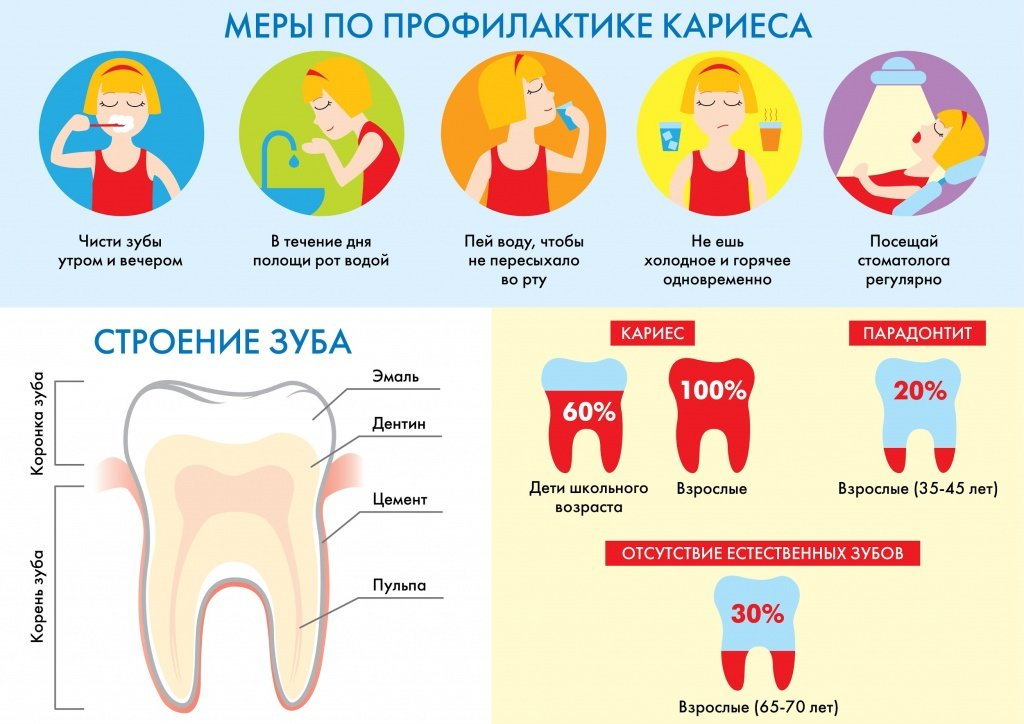 МЕРЫ ПО ПРОФИЛАКТИКЕ КАРИЕСА
Чисти зубы
утром и вечером
В течение дня
полощи рот водой
Пей воду, чтобы
не пересыхало
во рту
Не ешь
холодное и горячее
одновременно
Посещай
стоматолога
регулярно
СТРОЕНИЕ ЗУБА
Коронка зуба
Корень зуба
Эмаль
Дентин
Цемент
Пульпа
КАРИЕС
60%
Дети школьного
возраста
100%
Взрослые
ПАРАДОНТИТ
20%
Взрослые (35-45 лет)
ОТСУТСТВИЕ ЕСТЕСТВЕННЫХ ЗУБОВ
30%
Взрослые (65-70 лет)